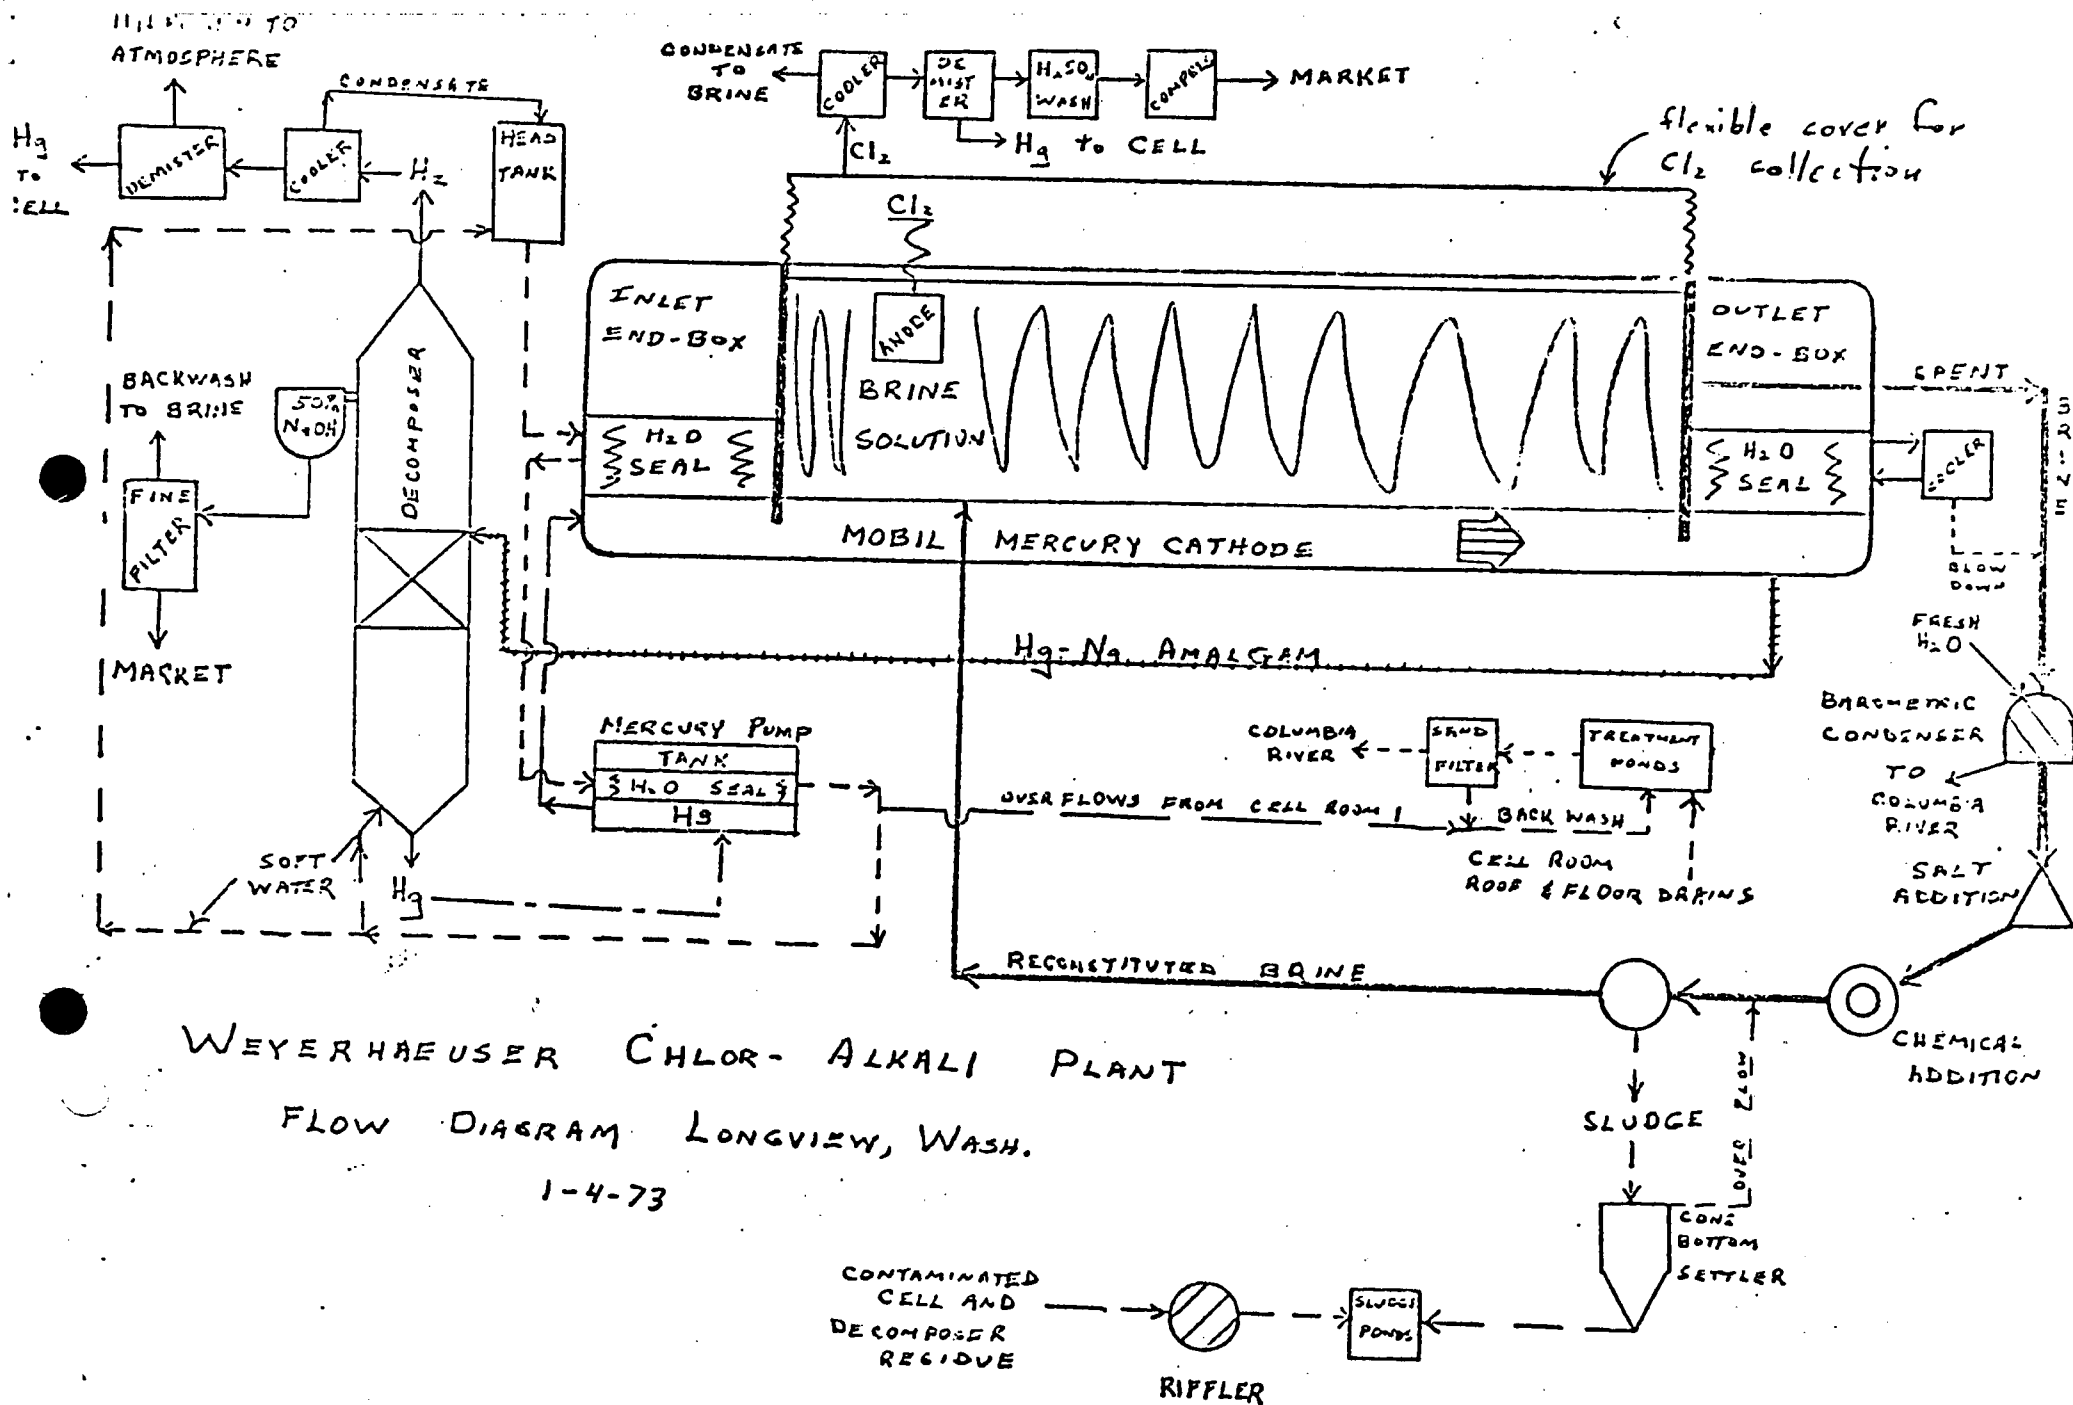 TO
ATMOSPHERE
CONDENSATE
Hg
TO
DEMISTER
COOLER
H2
HEAD
TANK
CONDENSATE
TO
BRINE
COOLER
DE
MIST
ER
H2SO4
WASH
MARKET
Cl2
Hg TO CELL
flexible cover for
Cl2 collection
Cl2
INLET
END-BOX
ANODE
BRINE
SOLUTION
OUTLET
END-BOX
SPENT
BRINE
H2O
SEAL
H2O
SEAL
BLOW
DOWN
MOBIL MERCURY CATHODE
BACKWASH
TO BRINE
50%
NaOH
DECOMPOSER
FINE
FILTER
MARKET
Hg-Na AMALGAM
FRESH
H2O
BAROMETRIC
CONDENSER
TO
COLUMBIA
RIVER
MERCURY PUMP
TANK
H2O SEAL
Hg
COLUMBIA
RIVER
SAND
FILTER
TREATMENT
PONDS
OVERFLOWS FROM CELL ROOM
BACK WASH
CELL ROOM
ROOF & FLOOR DRAINS
SOFT
WATER
Hg
SALT
ADDITION
RECONSTITUTED BRINE
CHEMICAL
ADDITION
OVER FLOW
SLUDGE
CONE
BOTTOM
SETTLER
WEYERHAEUSER CHLOR-ALKALI PLANT
FLOW DIAGRAM LONGVIEW, WASH.
1-4-73
CONTAMINATED
CELL AND
DECOMPOSER
RESIDUE
RIFFLER
SLUDGE
PONDS